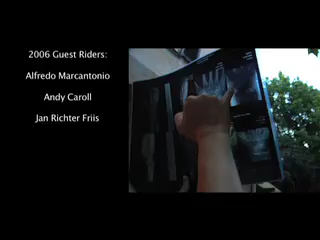 2006 Guest Riders:
Alfredo Marcantonio
Andy Caroll
Jan Richter Friis